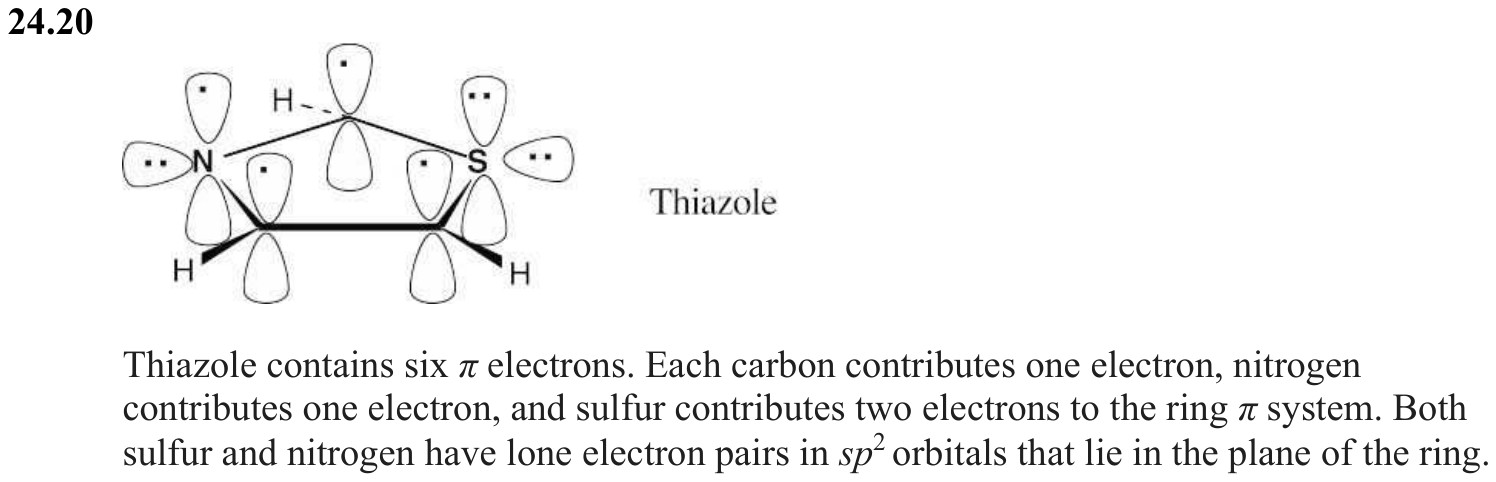 24.20
H
N
S
H
H
Thiazole
Thiazole contains six π electrons. Each carbon contributes one electron, nitrogen
contributes one electron, and sulfur contributes two electrons to the ring π system. Both
sulfur and nitrogen have lone electron pairs in sp² orbitals that lie in the plane of the ring.